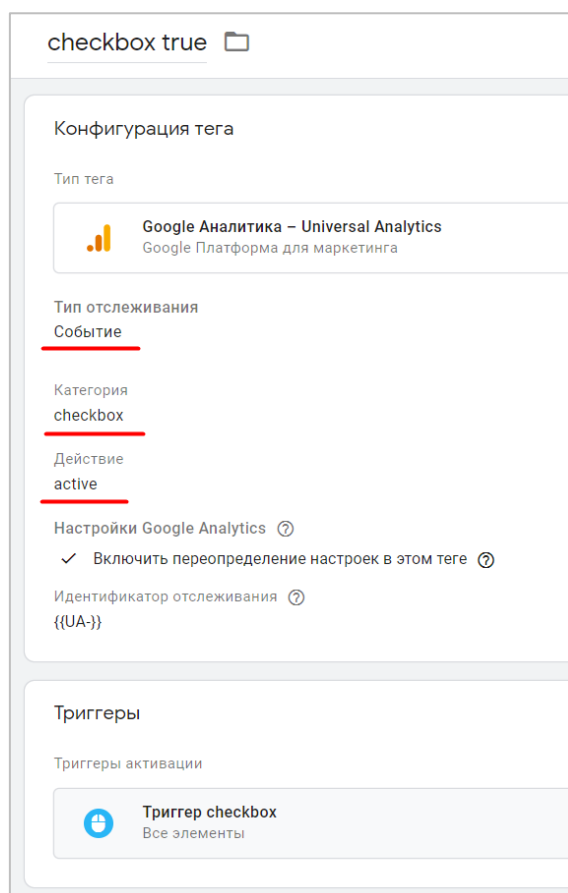 checkbox true
Конфигурация тега
Тип тега
Google Аналитика – Universal Analytics
Google Платформа для маркетинга
Тип отслеживания
Событие
Категория
checkbox
Действие
active
Настройки Google Analytics
Включить переопределение настроек в этом теге
Идентификатор отслеживания
{{UA-}}
Триггеры
Триггеры активации
Триггер checkbox
Все элементы